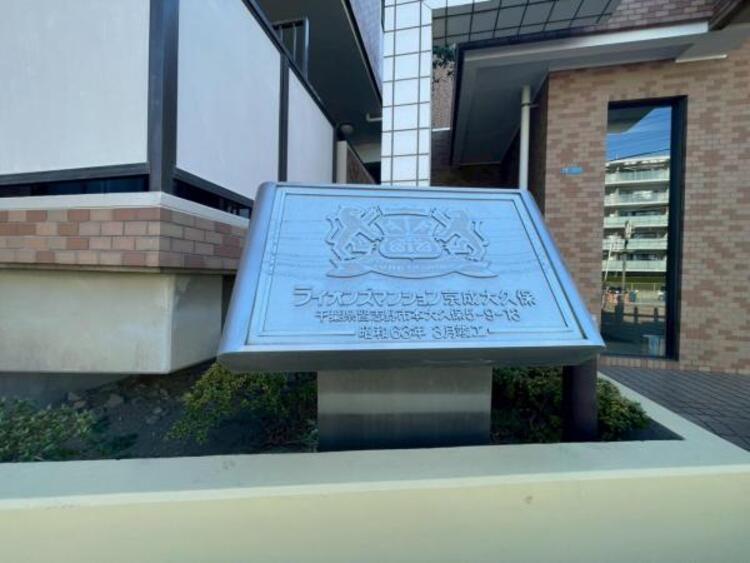 ライオンズマンション京成大久保
千葉県習志野市本大久保5-9-13
昭和63年 3月竣工